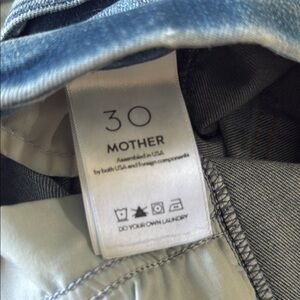 30
MOTHER
Assembled in USA
by both USA and foreign components
DO YOUR OWN LAUNDRY